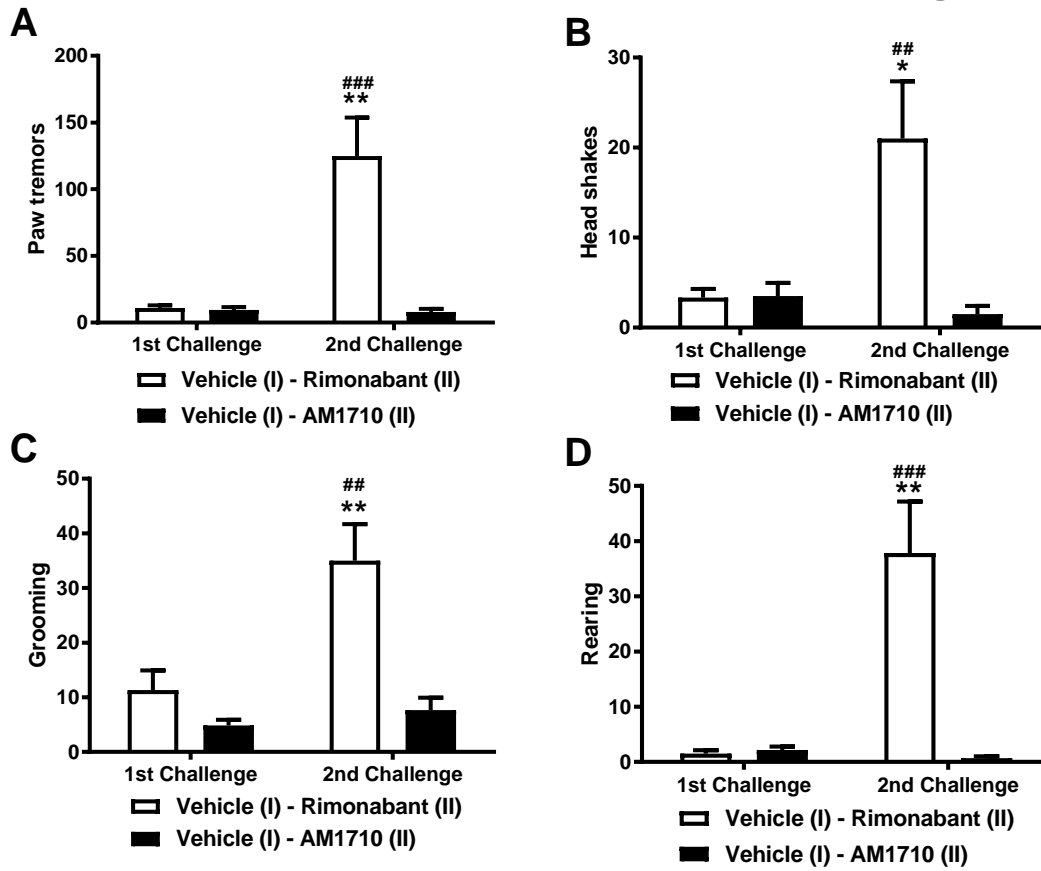 A
Paw tremors
200
150
100
50
0
###
**
1st Challenge 2nd Challenge
Vehicle (I) - Rimonabant (II)
Vehicle (I) - AM1710 (II)
B
Head shakes
30
20
10
0
##
*
1st Challenge 2nd Challenge
Vehicle (I) - Rimonabant (II)
Vehicle (I) - AM1710 (II)
C
Grooming
50
40
30
20
10
0
##
**
1st Challenge 2nd Challenge
Vehicle (I) - Rimonabant (II)
Vehicle (I) - AM1710 (II)
D
Rearing
50
40
30
20
10
0
###
**
1st Challenge 2nd Challenge
Vehicle (I) - Rimonabant (II)
Vehicle (I) - AM1710 (II)